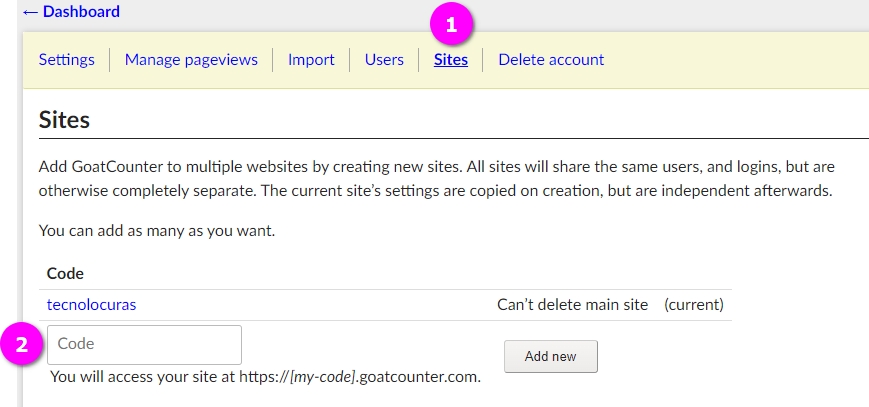 ← Dashboard
1
Settings Manage pageviews Import Users Sites Delete account
Sites
Add GoatCounter to multiple websites by creating new sites. All sites will share the same users, and logins, but are
otherwise completely separate. The current site’s settings are copied on creation, but are independent afterwards.
You can add as many as you want.
Code
tecnolocuras Can’t delete main site (current)
2 Code Add new
You will access your site at https://[my-code].goatcounter.com.